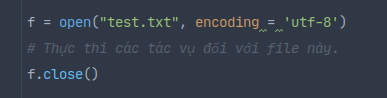 f = open("test.txt", encoding = 'utf-8')
# Thực thi các tác vụ đối với file này.
f.close()